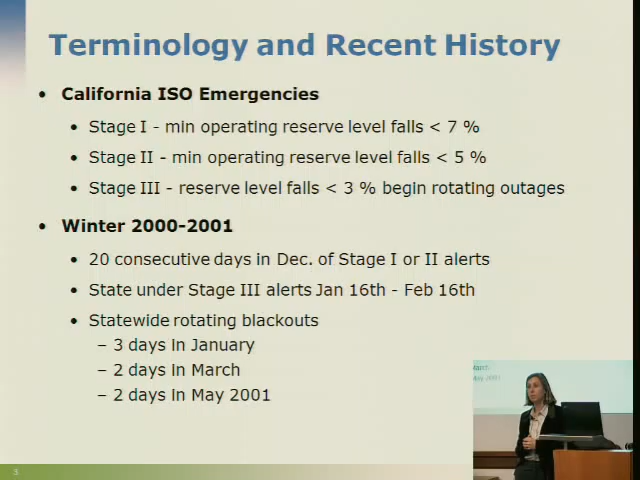 Terminology and Recent History
• California ISO Emergencies
• Stage I - min operating reserve level falls < 7 %
• Stage II - min operating reserve level falls < 5 %
• Stage III - reserve level falls < 3 % begin rotating outages
• Winter 2000-2001
• 20 consecutive days in Dec. of Stage I or II alerts
• State under Stage III alerts Jan 16th - Feb 16th
• Statewide rotating blackouts
– 3 days in January
– 2 days in March
– 2 days in May 2001
March
May 2001